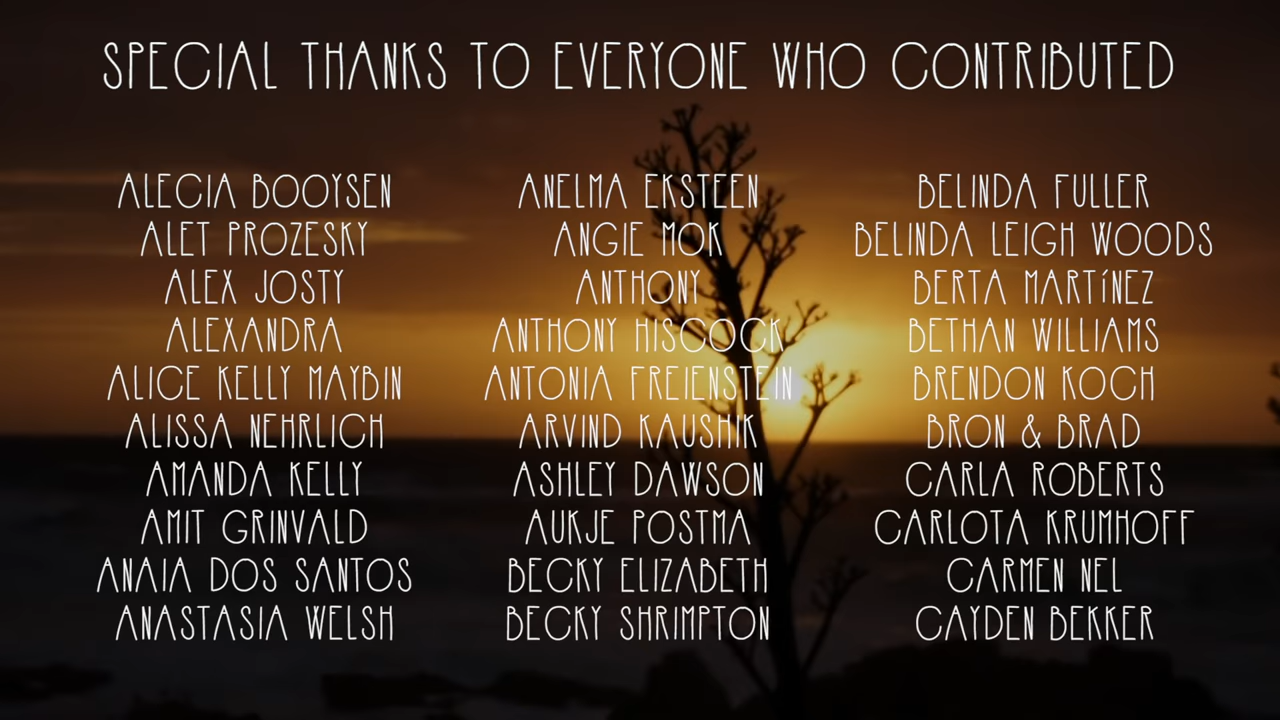 SPECIAL THANKS TO EVERYONE WHO CONTRIBUTED
ALECIA BOOYSEN
ALET PROZESKY
ALEX JOSTY
ALEXANDRA
ALICE KELLY MAYBIN
ALISSA NEHRLICH
AMANDA KELLY
AMIT GRINVALD
ANAIA DOS SANTOS
ANASTASIA WELSH
ANELMA EKSTEEN
ANGIE MOK
ANTHONY
ANTHONY HISCOCK
ANTONIA FREIENSTEIN
ARVIND KAUSHIK
ASHLEY DAWSON
AUKJE POSTMA
BECKY ELIZABETH
BECKY SHRIMPTON
BELINDA FULLER
BELINDA LEIGH WOODS
BERTA MARTÍNEZ
BETHAN WILLIAMS
BRENDON KOCH
BRON & BRAD
CARLA ROBERTS
CARLOTA KRUMHOFF
CARMEN NEL
CAYDEN BEKKER